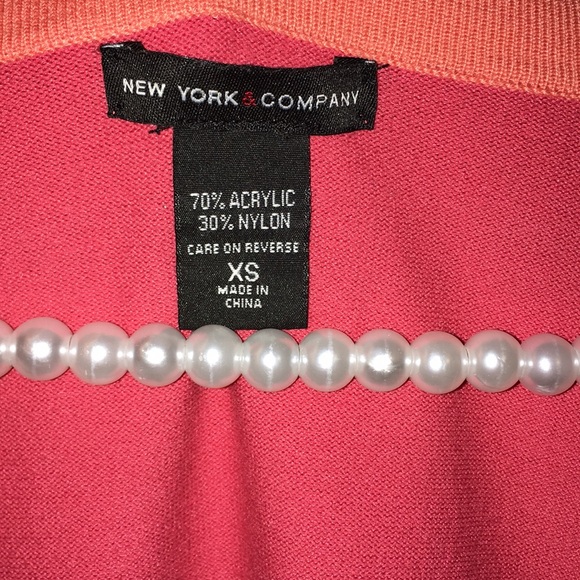 NEW YORK & COMPANY
70% ACRYLIC
30% NYLON
CARE ON REVERSE
XS
MADE IN
CHINA